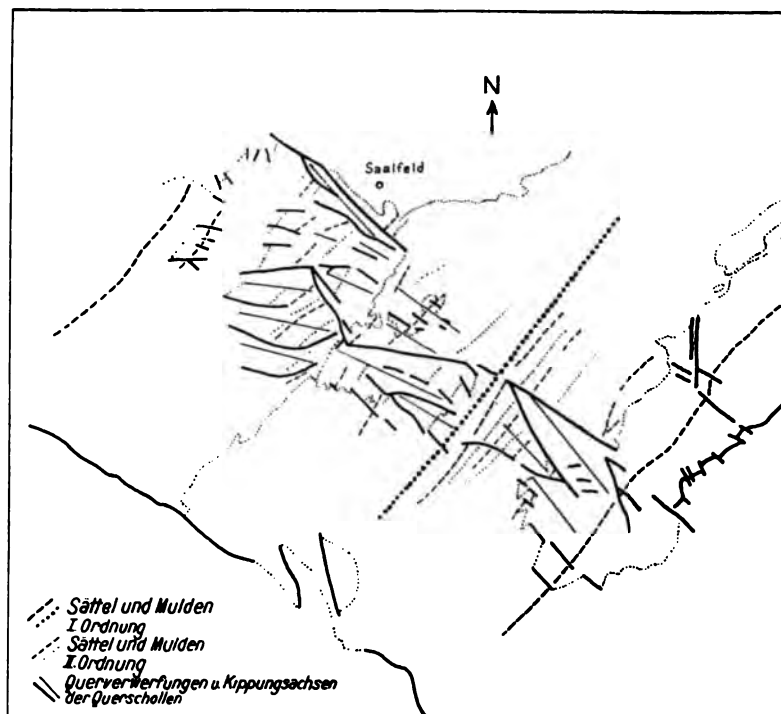 N
Saalfeld
Sättel und Mulden
I. Ordnung
Sättel und Mulden
II. Ordnung
Querverwerfungen u. Kippungsachsen
der Querschollen